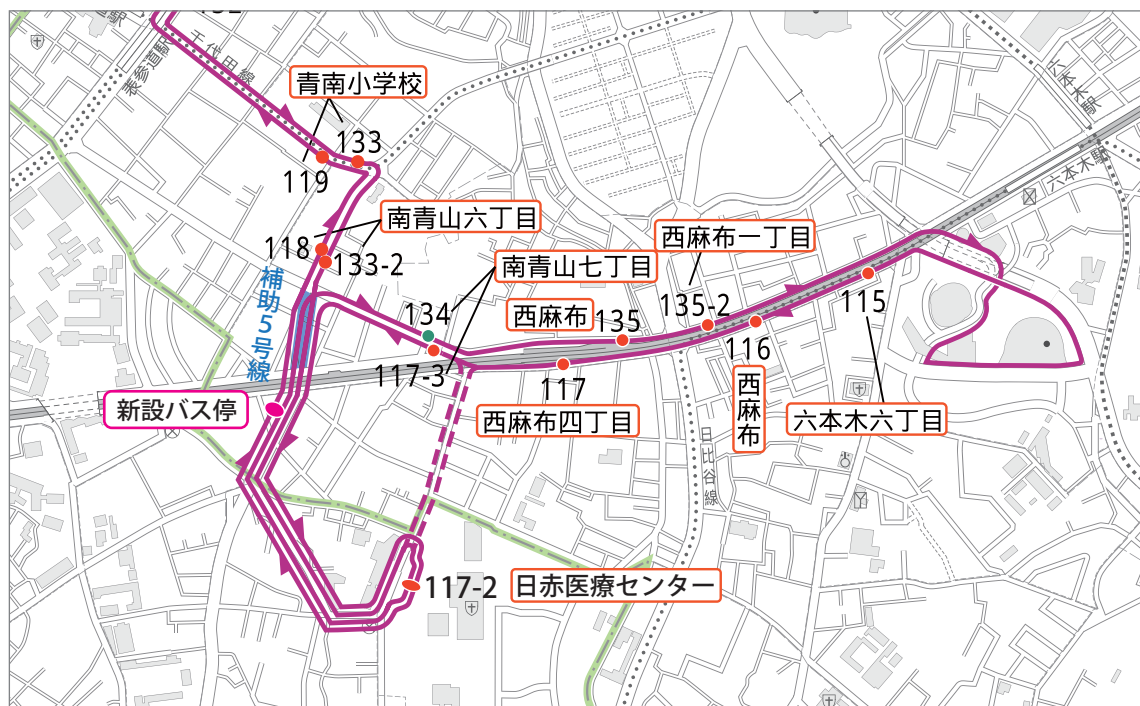 千代田線
表参道駅
青南小学校
133
119
六本木駅
六本木駅
南青山六丁目
118
133-2
西麻布一丁目
南青山七丁目
補助5号線
134
西麻布
135
135-2
115
116
117-3
117
新設バス停
西麻布四丁目
西麻布
六本木六丁目
日比谷線
117-2
日赤医療センター